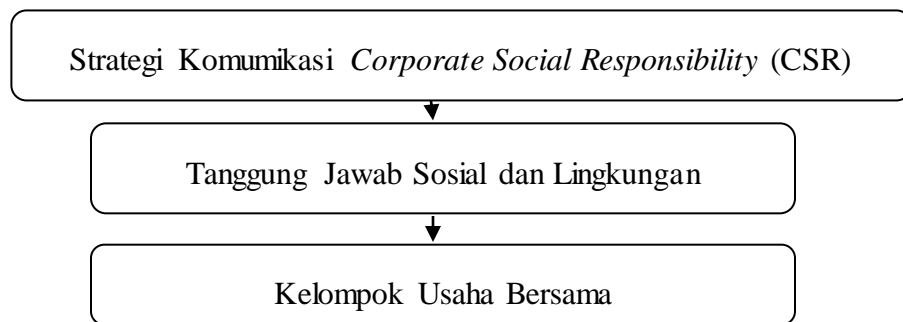 Strategi Komumikasi Corporate Social Responsibility (CSR)
Tanggung Jawab Sosial dan Lingkungan
Kelompok Usaha Bersama